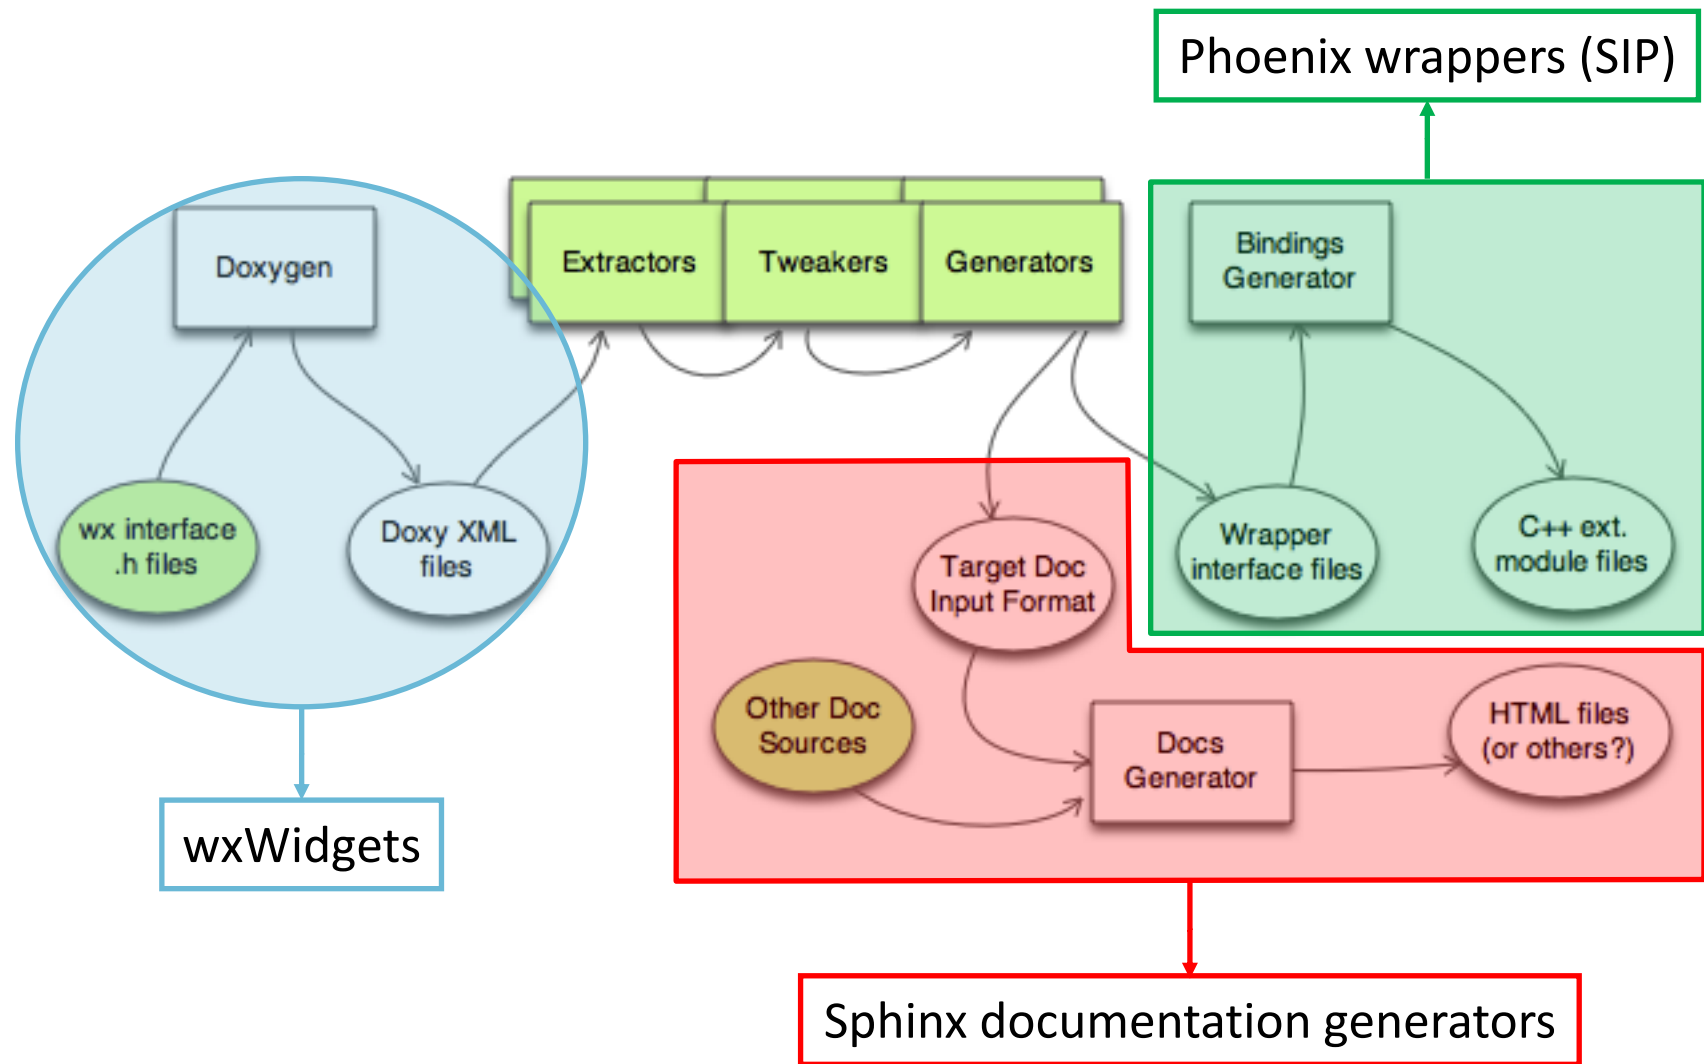 Phoenix wrappers (SIP)
Doxygen
Extractors
Tweakers
Generators
Bindings
Generator
wx interface
.h files
Doxy XML
files
Target Doc
Input Format
Wrapper
interface files
C++ ext.
module files
Other Doc
Sources
Docs
Generator
HTML files
(or others?)
wxWidgets
Sphinx documentation generators